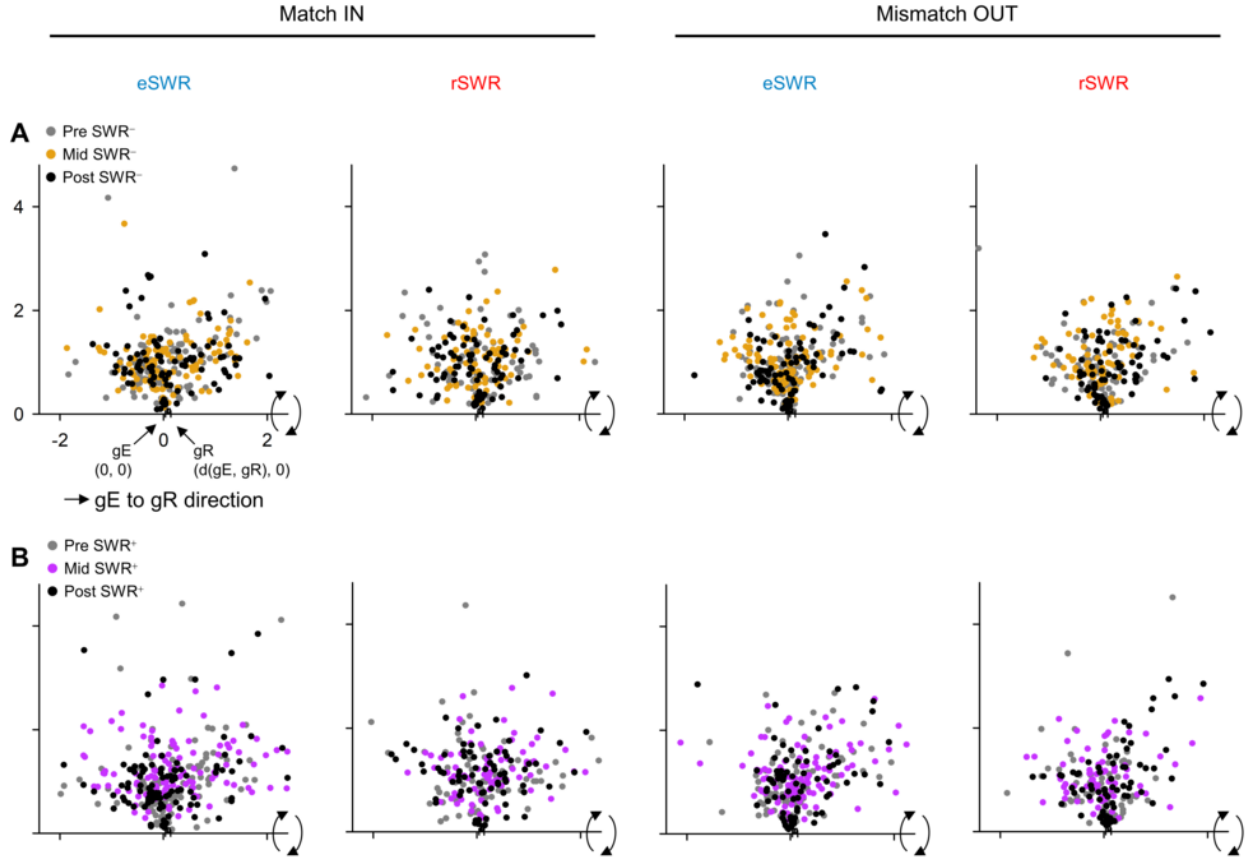 Match IN
Mismatch OUT
eSWR
rSWR
eSWR
rSWR
A
Pre SWR⁻
Mid SWR⁻
Post SWR⁻
4
2
0
-2
0
2
gE
gR
(0, 0)
(d(gE, gR), 0)
gE to gR direction
B
Pre SWR⁺
Mid SWR⁺
Post SWR⁺